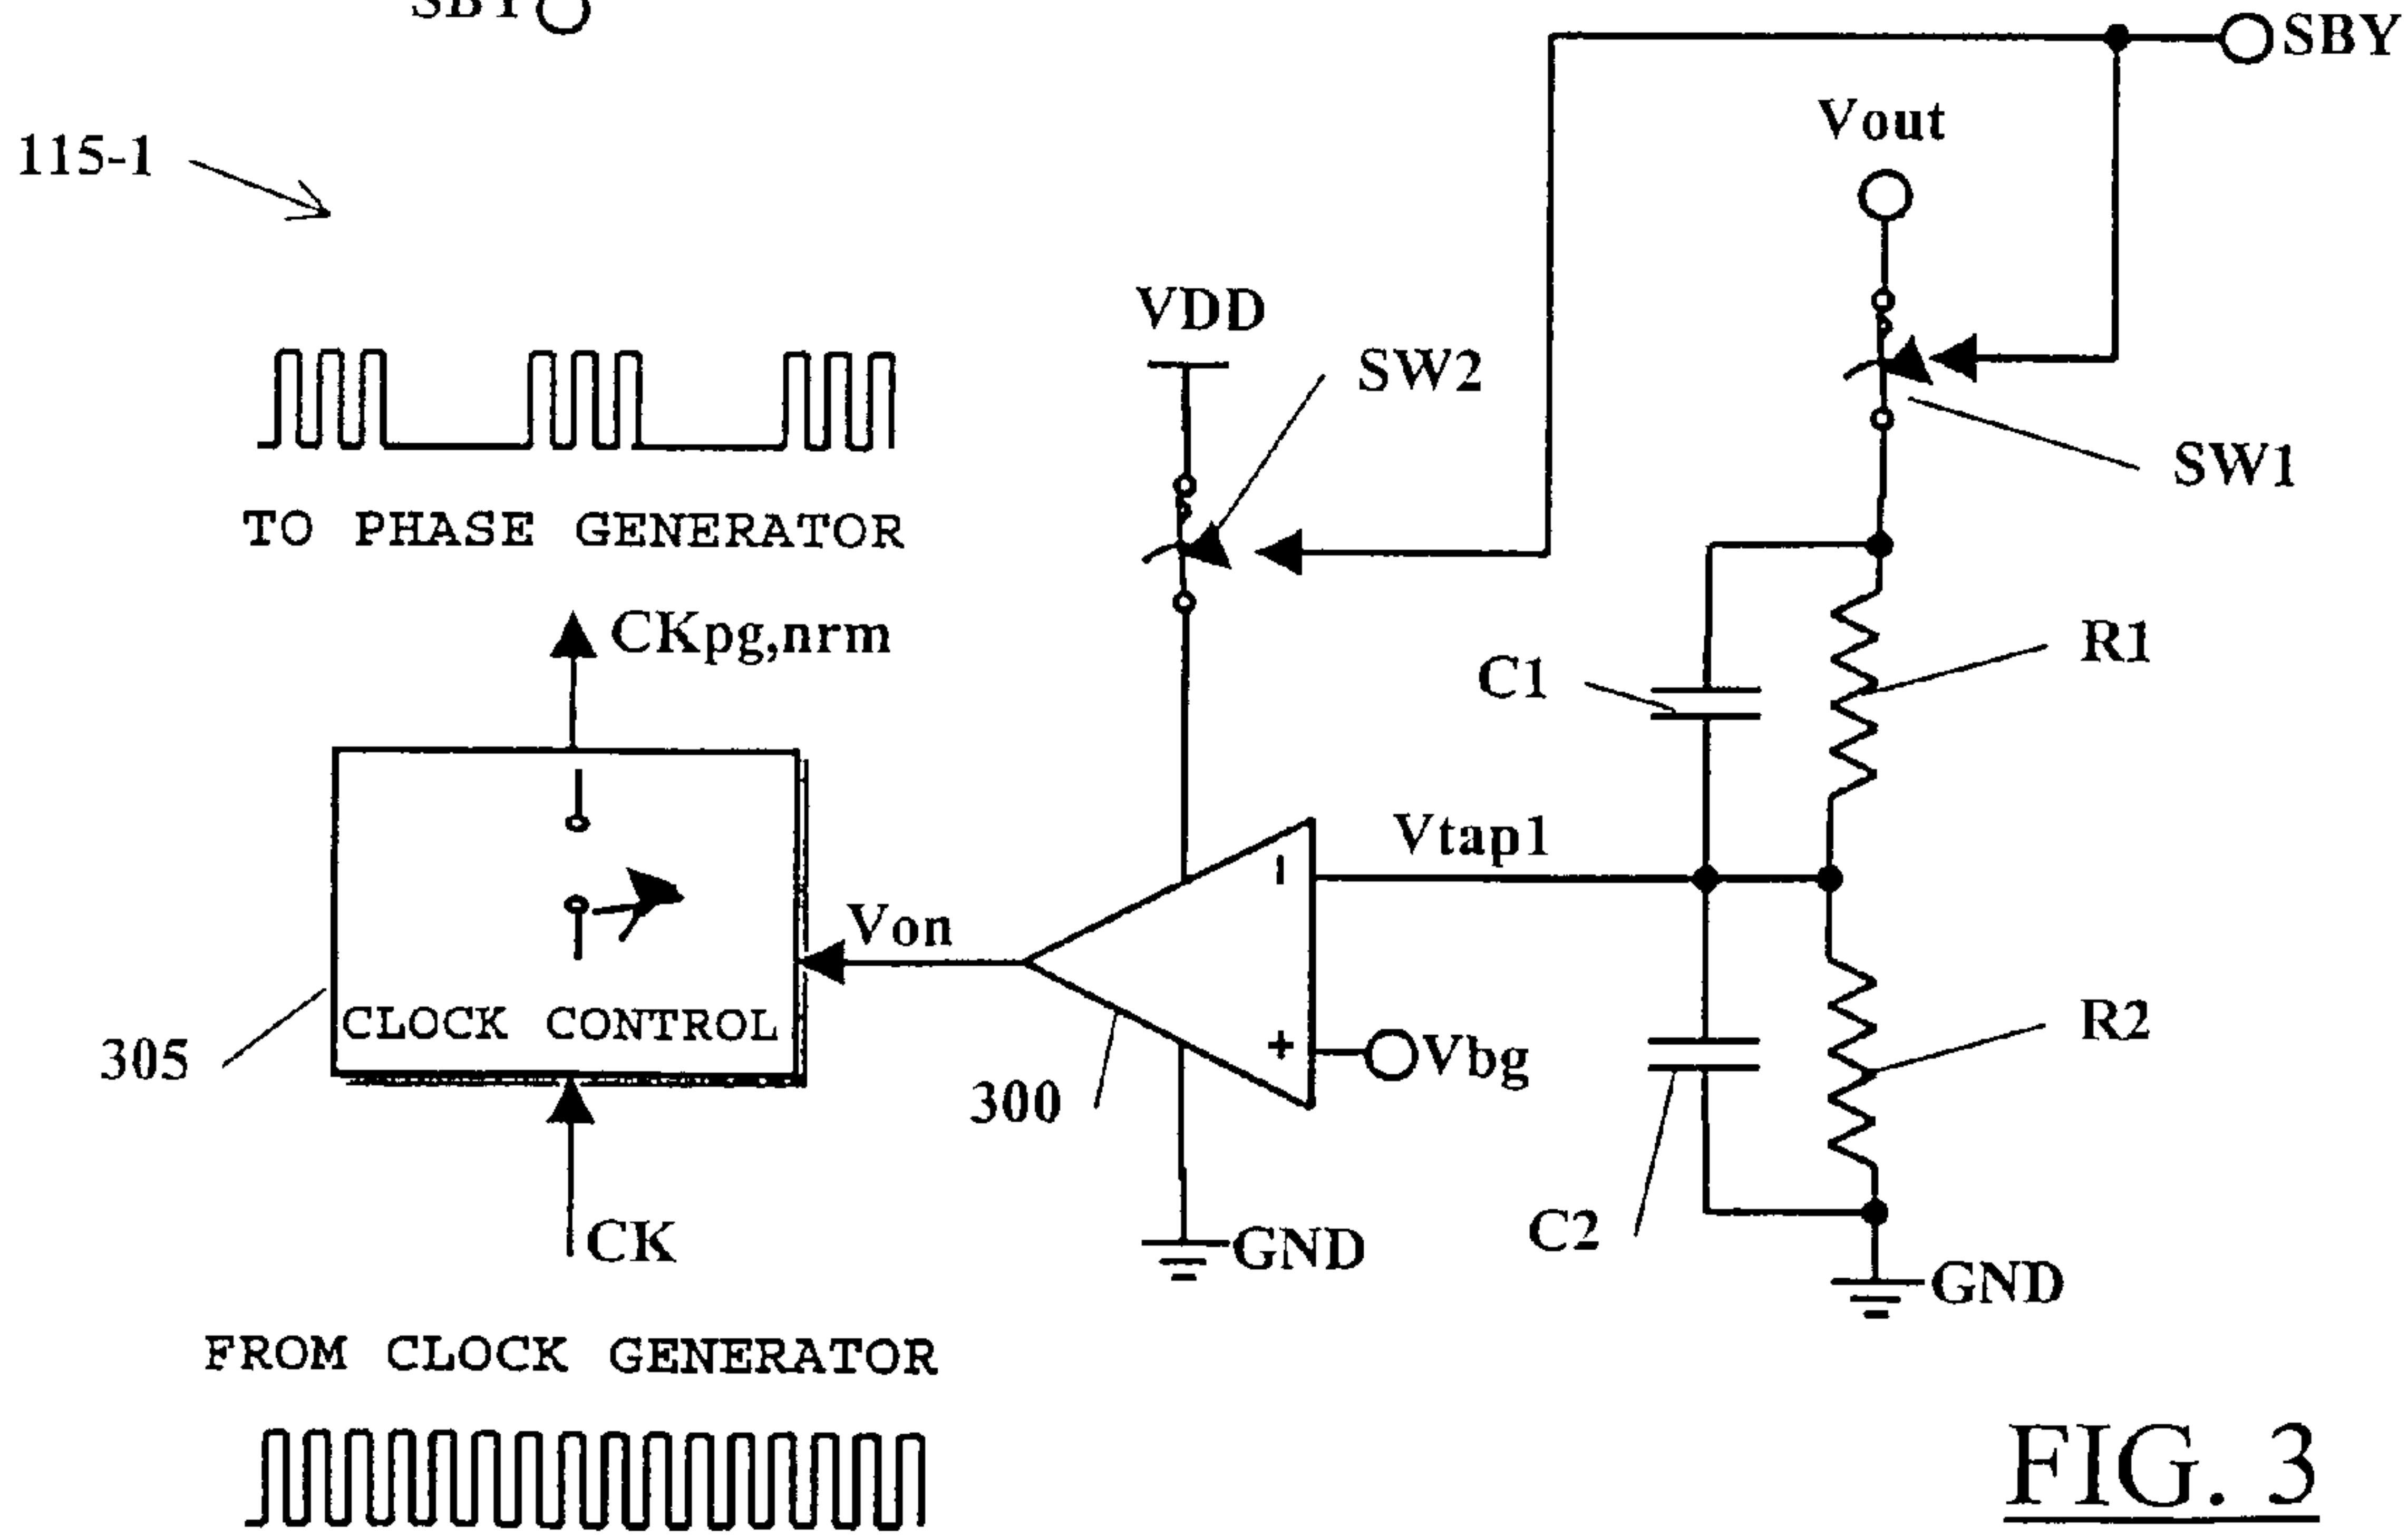 SBY
SBY
Vout
115-1
VDD
SW2
SW1
TO PHASE GENERATOR
CKpg,nrm
R1
C1
Vtap1
Von
CLOCK CONTROL
305
300
Vbg
R2
C2
CK
GND
GND
FROM CLOCK GENERATOR
FIG. 3